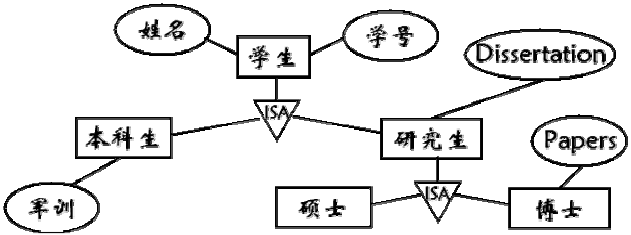 姓名
学号
学生
Dissertation
ISA
本科生
研究生
Papers
军训
硕士
ISA
博士